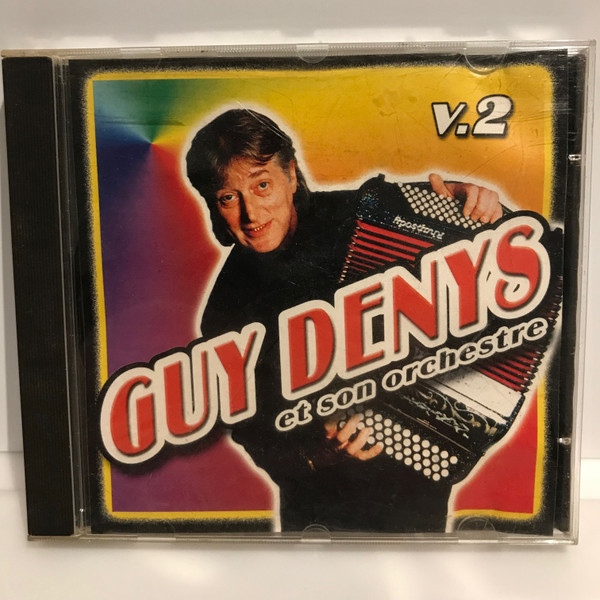 v.2
GUY DENYS
et son orchestre